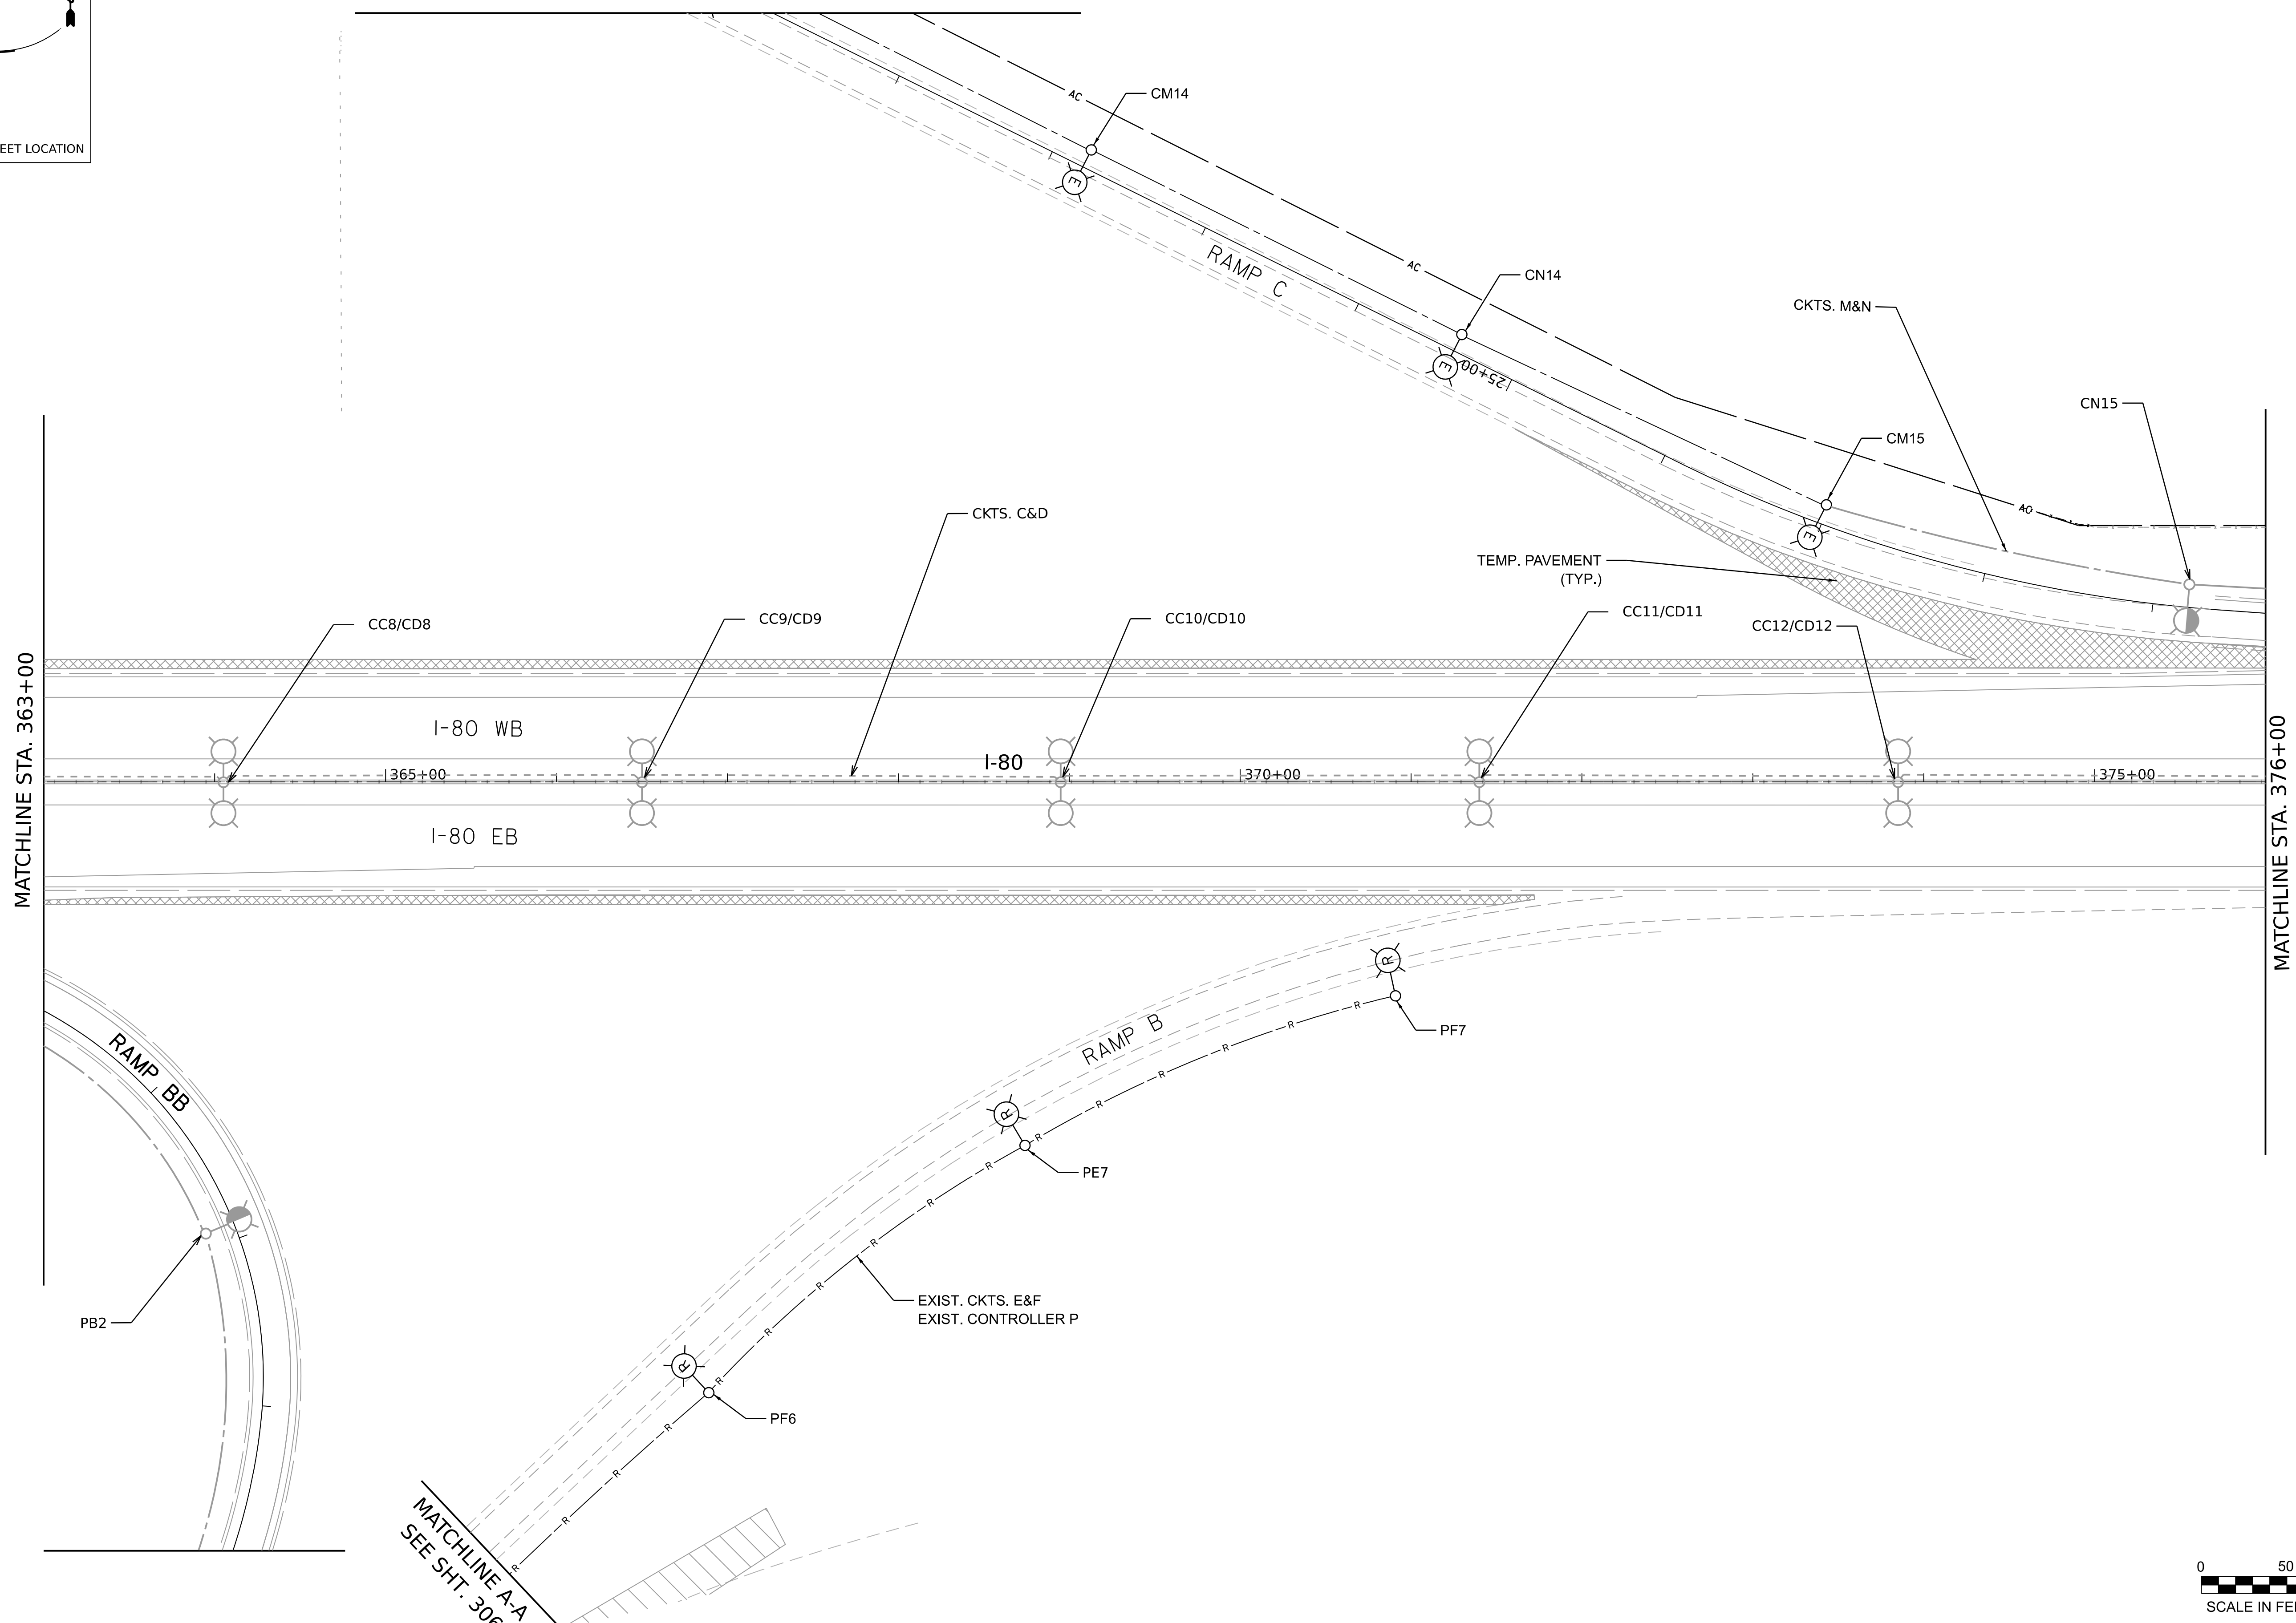 EET LOCATION
AC
CM14
E
RAMP C
AC
CN14
E
25+00
CKTS. M&N
CN15
CM15
E
AC
CKTS. C&D
TEMP. PAVEMENT
(TYP.)
CC8/CD8
CC9/CD9
CC10/CD10
CC11/CD11
CC12/CD12
MATCHLINE STA. 363+00
I-80 WB
I-80
365+00
370+00
375+00
I-80 EB
MATCHLINE STA. 376+00
R
RAMP B
R
PF7
R
R
R
R
RAMP BB
R
R
R
PE7
R
R
PB2
R
EXIST. CKTS. E&F
EXIST. CONTROLLER P
R
R
R
R
PF6
R
R
R
R
MATCHLINE A-A
SEE SHT. 306
0 50
SCALE IN FE